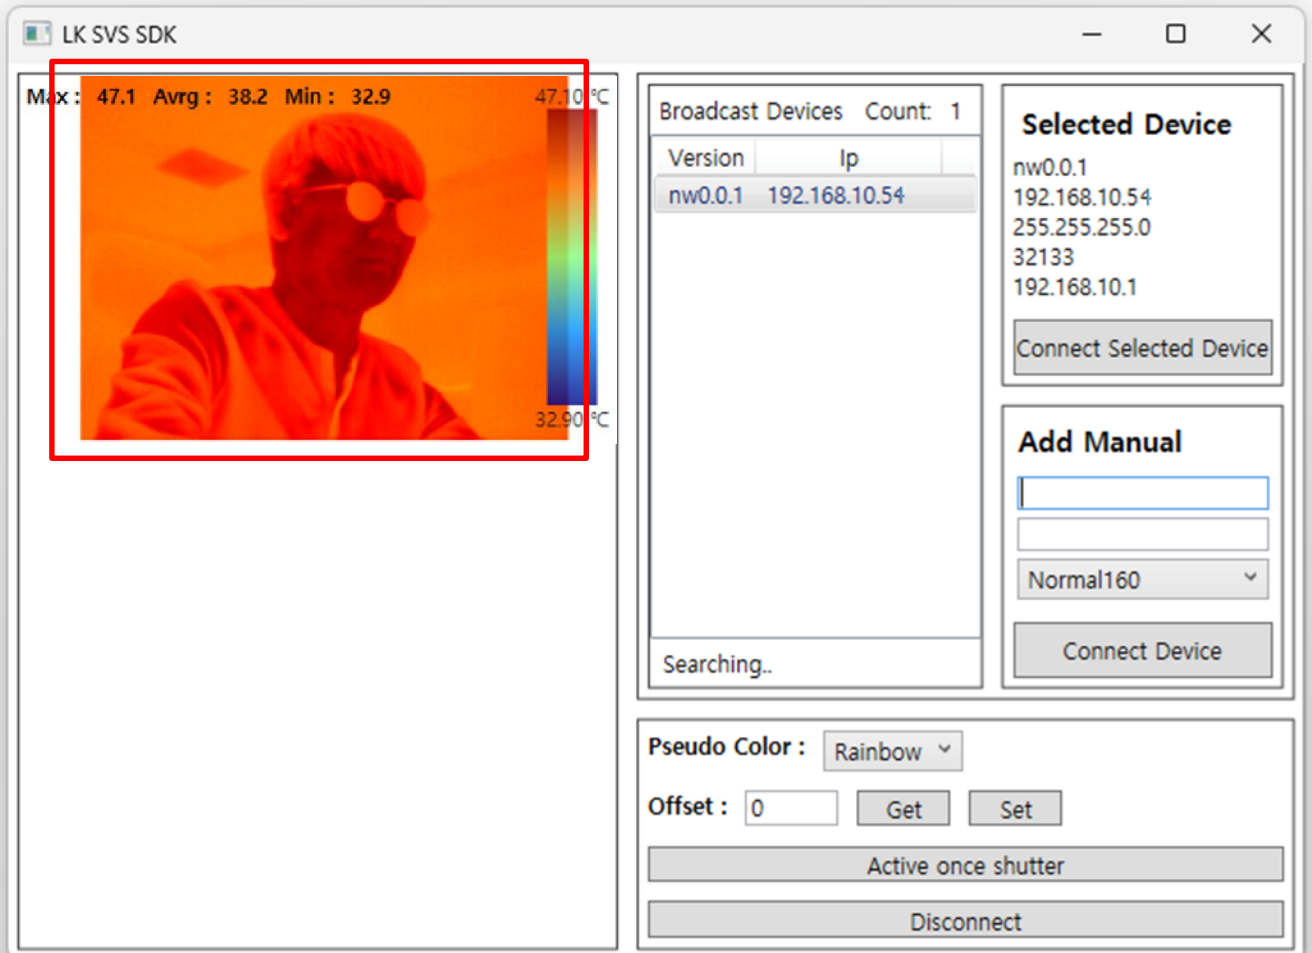 LK SVS SDK
Max : 47.1 Avrg : 38.2 Min : 32.9
47.10 ℃
32.90 ℃
Broadcast Devices Count: 1
Version Ip
nw0.0.1 192.168.10.54
Searching..
Selected Device
nw0.0.1
192.168.10.54
255.255.255.0
32133
192.168.10.1
Connect Selected Device
Add Manual
Normal160
Connect Device
Pseudo Color : Rainbow
Offset : 0 Get Set
Active once shutter
Disconnect